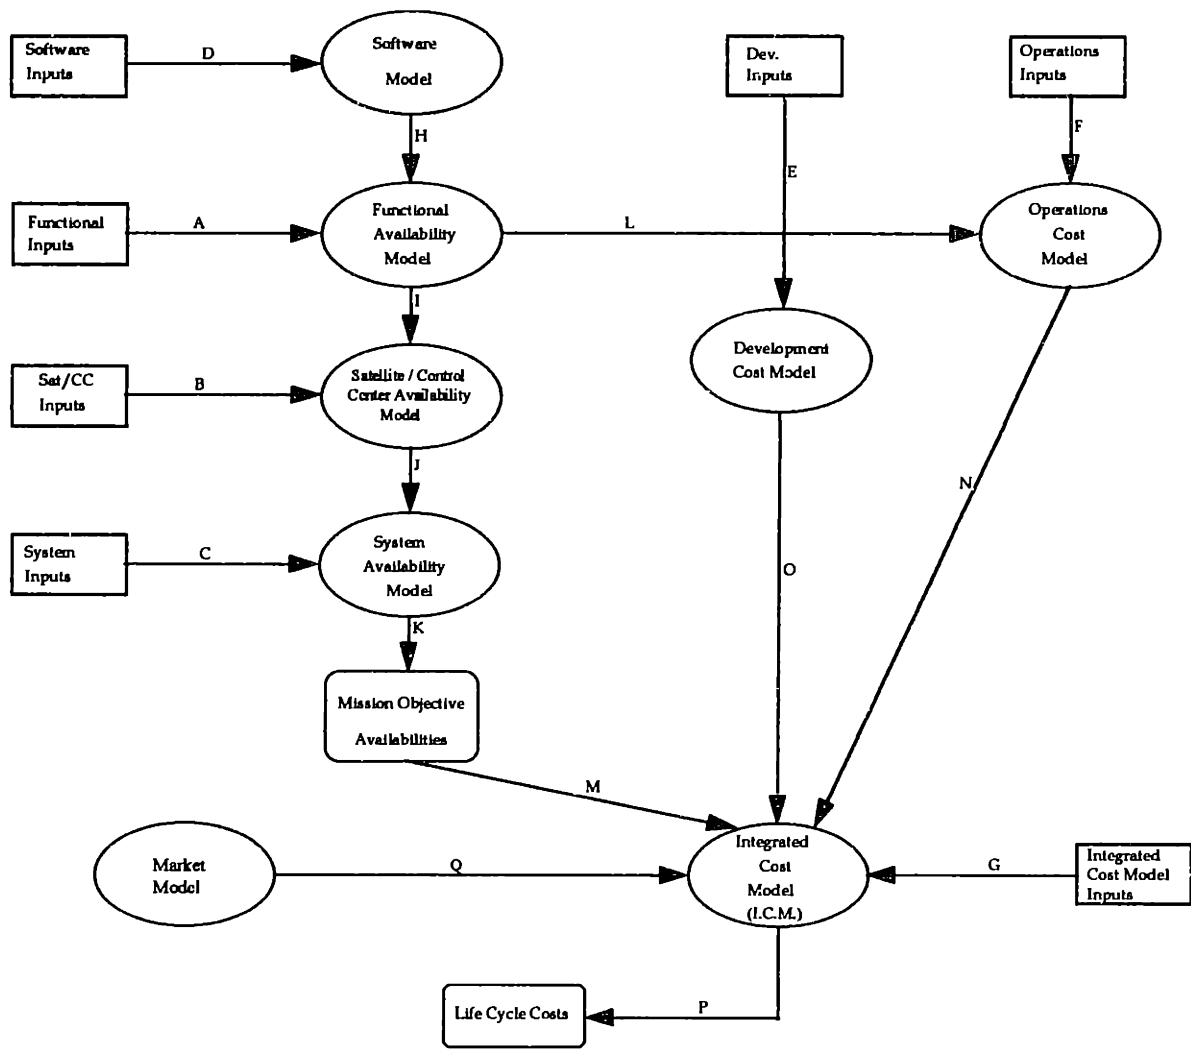 Software
Inputs
D
Software
Model
Dev.
Inputs
Operations
Inputs
H
F
E
Functional
Inputs
A
Functional
Availability
Model
L
Operations
Cost
Model
I
Development
Cost Model
Sat/CC
Inputs
B
Satellite / Control
Center Availability
Model
J
N
System
Inputs
C
System
Availability
Model
O
K
Mission Objective
Availabilities
M
Market
Model
Q
Integrated
Cost
Model
(I.C.M.)
G
Integrated
Cost Model
Inputs
Life Cycle Costs
P